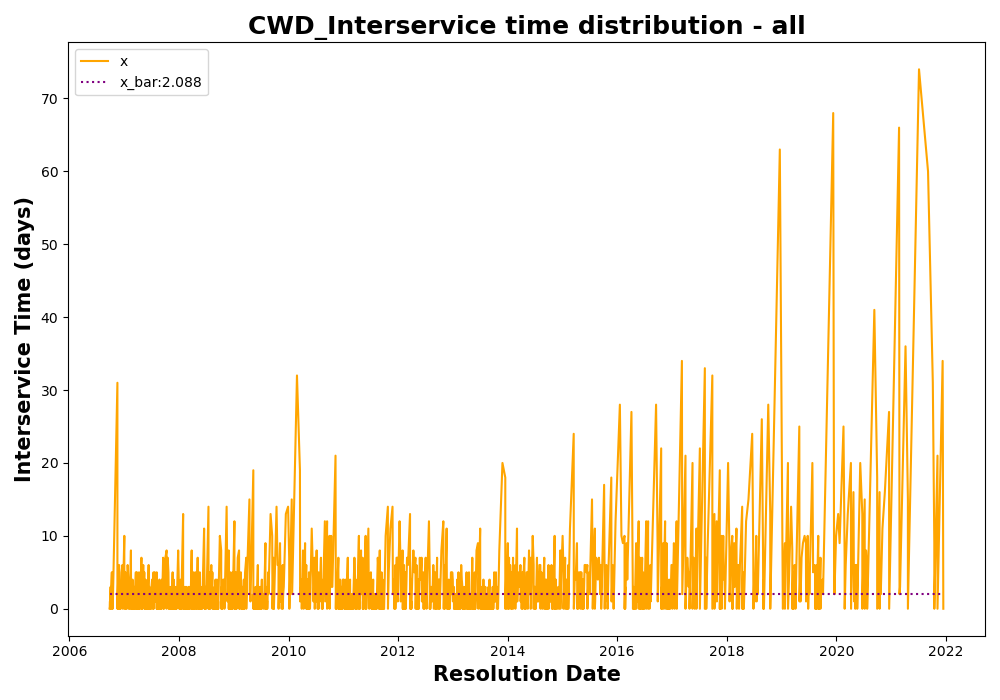 CWD_Interservice time distribution - all
x
x_bar:2.088
Interservice Time (days)
70
60
50
40
30
20
10
0
2006 2008 2010 2012 2014 2016 2018 2020 2022
Resolution Date